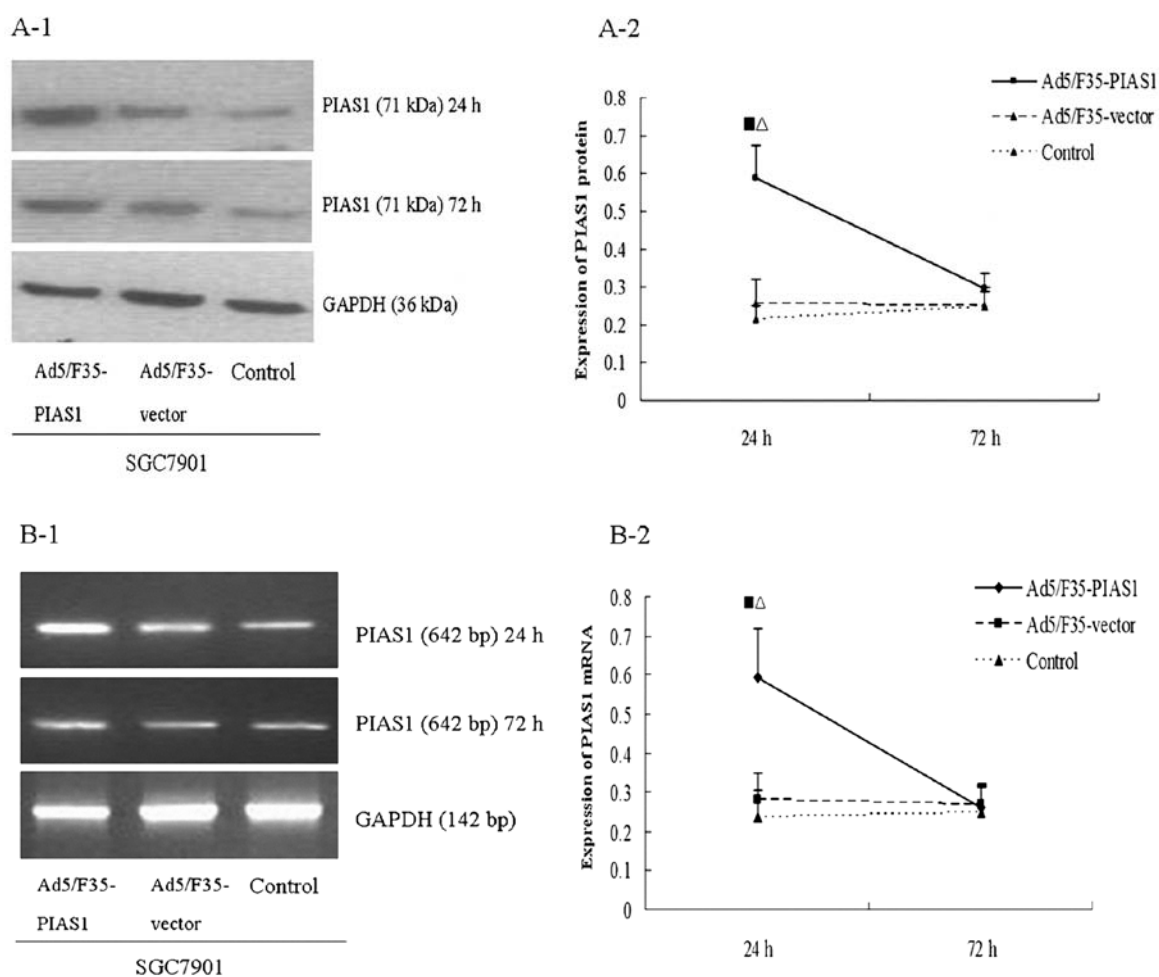 A-1
PIAS1 (71 kDa) 24 h
PIAS1 (71 kDa) 72 h
GAPDH (36 kDa)
Ad5/F35-PIAS1
Ad5/F35-vector
Control
SGC7901
A-2
Ad5/F35-PIAS1
Ad5/F35-vector
Control
Expression of PIAS1 protein
0.8
0.7
0.6
0.5
0.4
0.3
0.2
0.1
0
24 h
72 h
B-1
PIAS1 (642 bp) 24 h
PIAS1 (642 bp) 72 h
GAPDH (142 bp)
Ad5/F35-PIAS1
Ad5/F35-vector
Control
SGC7901
B-2
Ad5/F35-PIAS1
Ad5/F35-vector
Control
Expression of PIAS1 mRNA
0.8
0.7
0.6
0.5
0.4
0.3
0.2
0.1
0
24 h
72 h